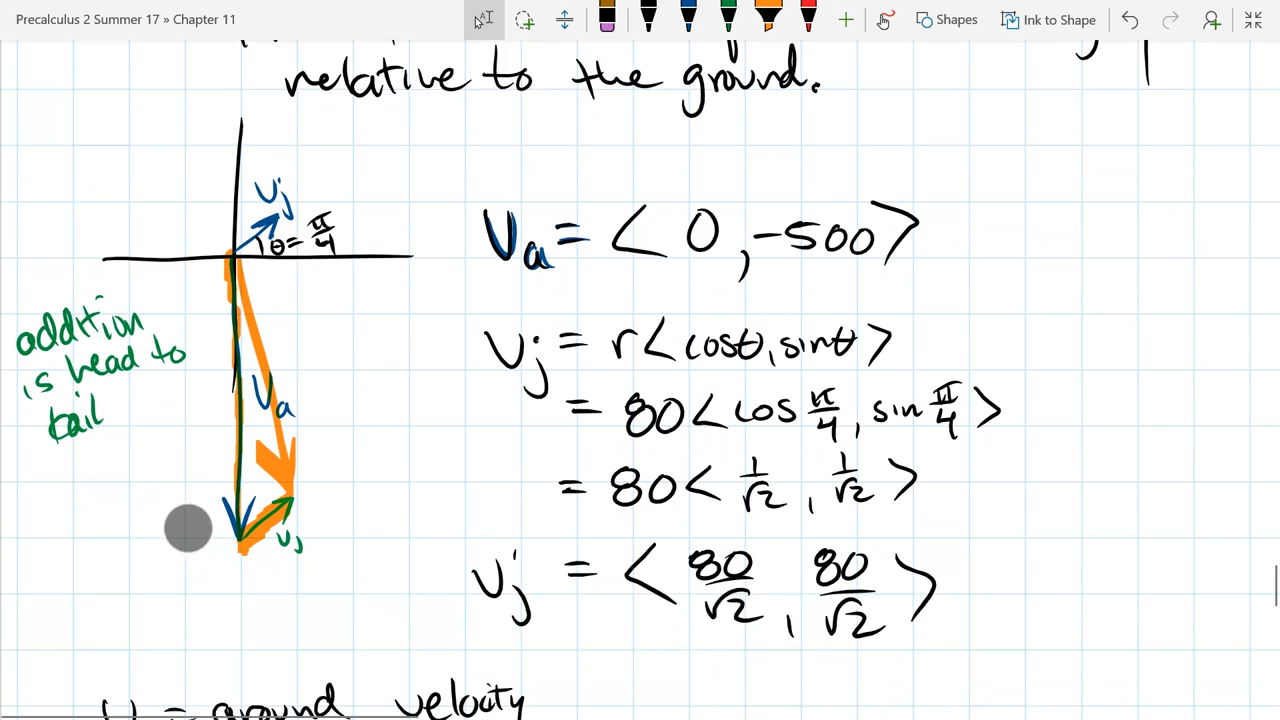 Precalculus 2 Summer 17 » Chapter 11
Shapes
Ink to Shape
relative to the ground.
Vj
θ = π/4
addition
is head to
tail
Va
Vj
Va = < 0, -500 >
Vj = r < cosθ, sinθ >
= 80 < cos π/4, sin π/4 >
= 80 < 1/√2, 1/√2 >
Vj = < 80/√2, 80/√2 >
= ground velocity